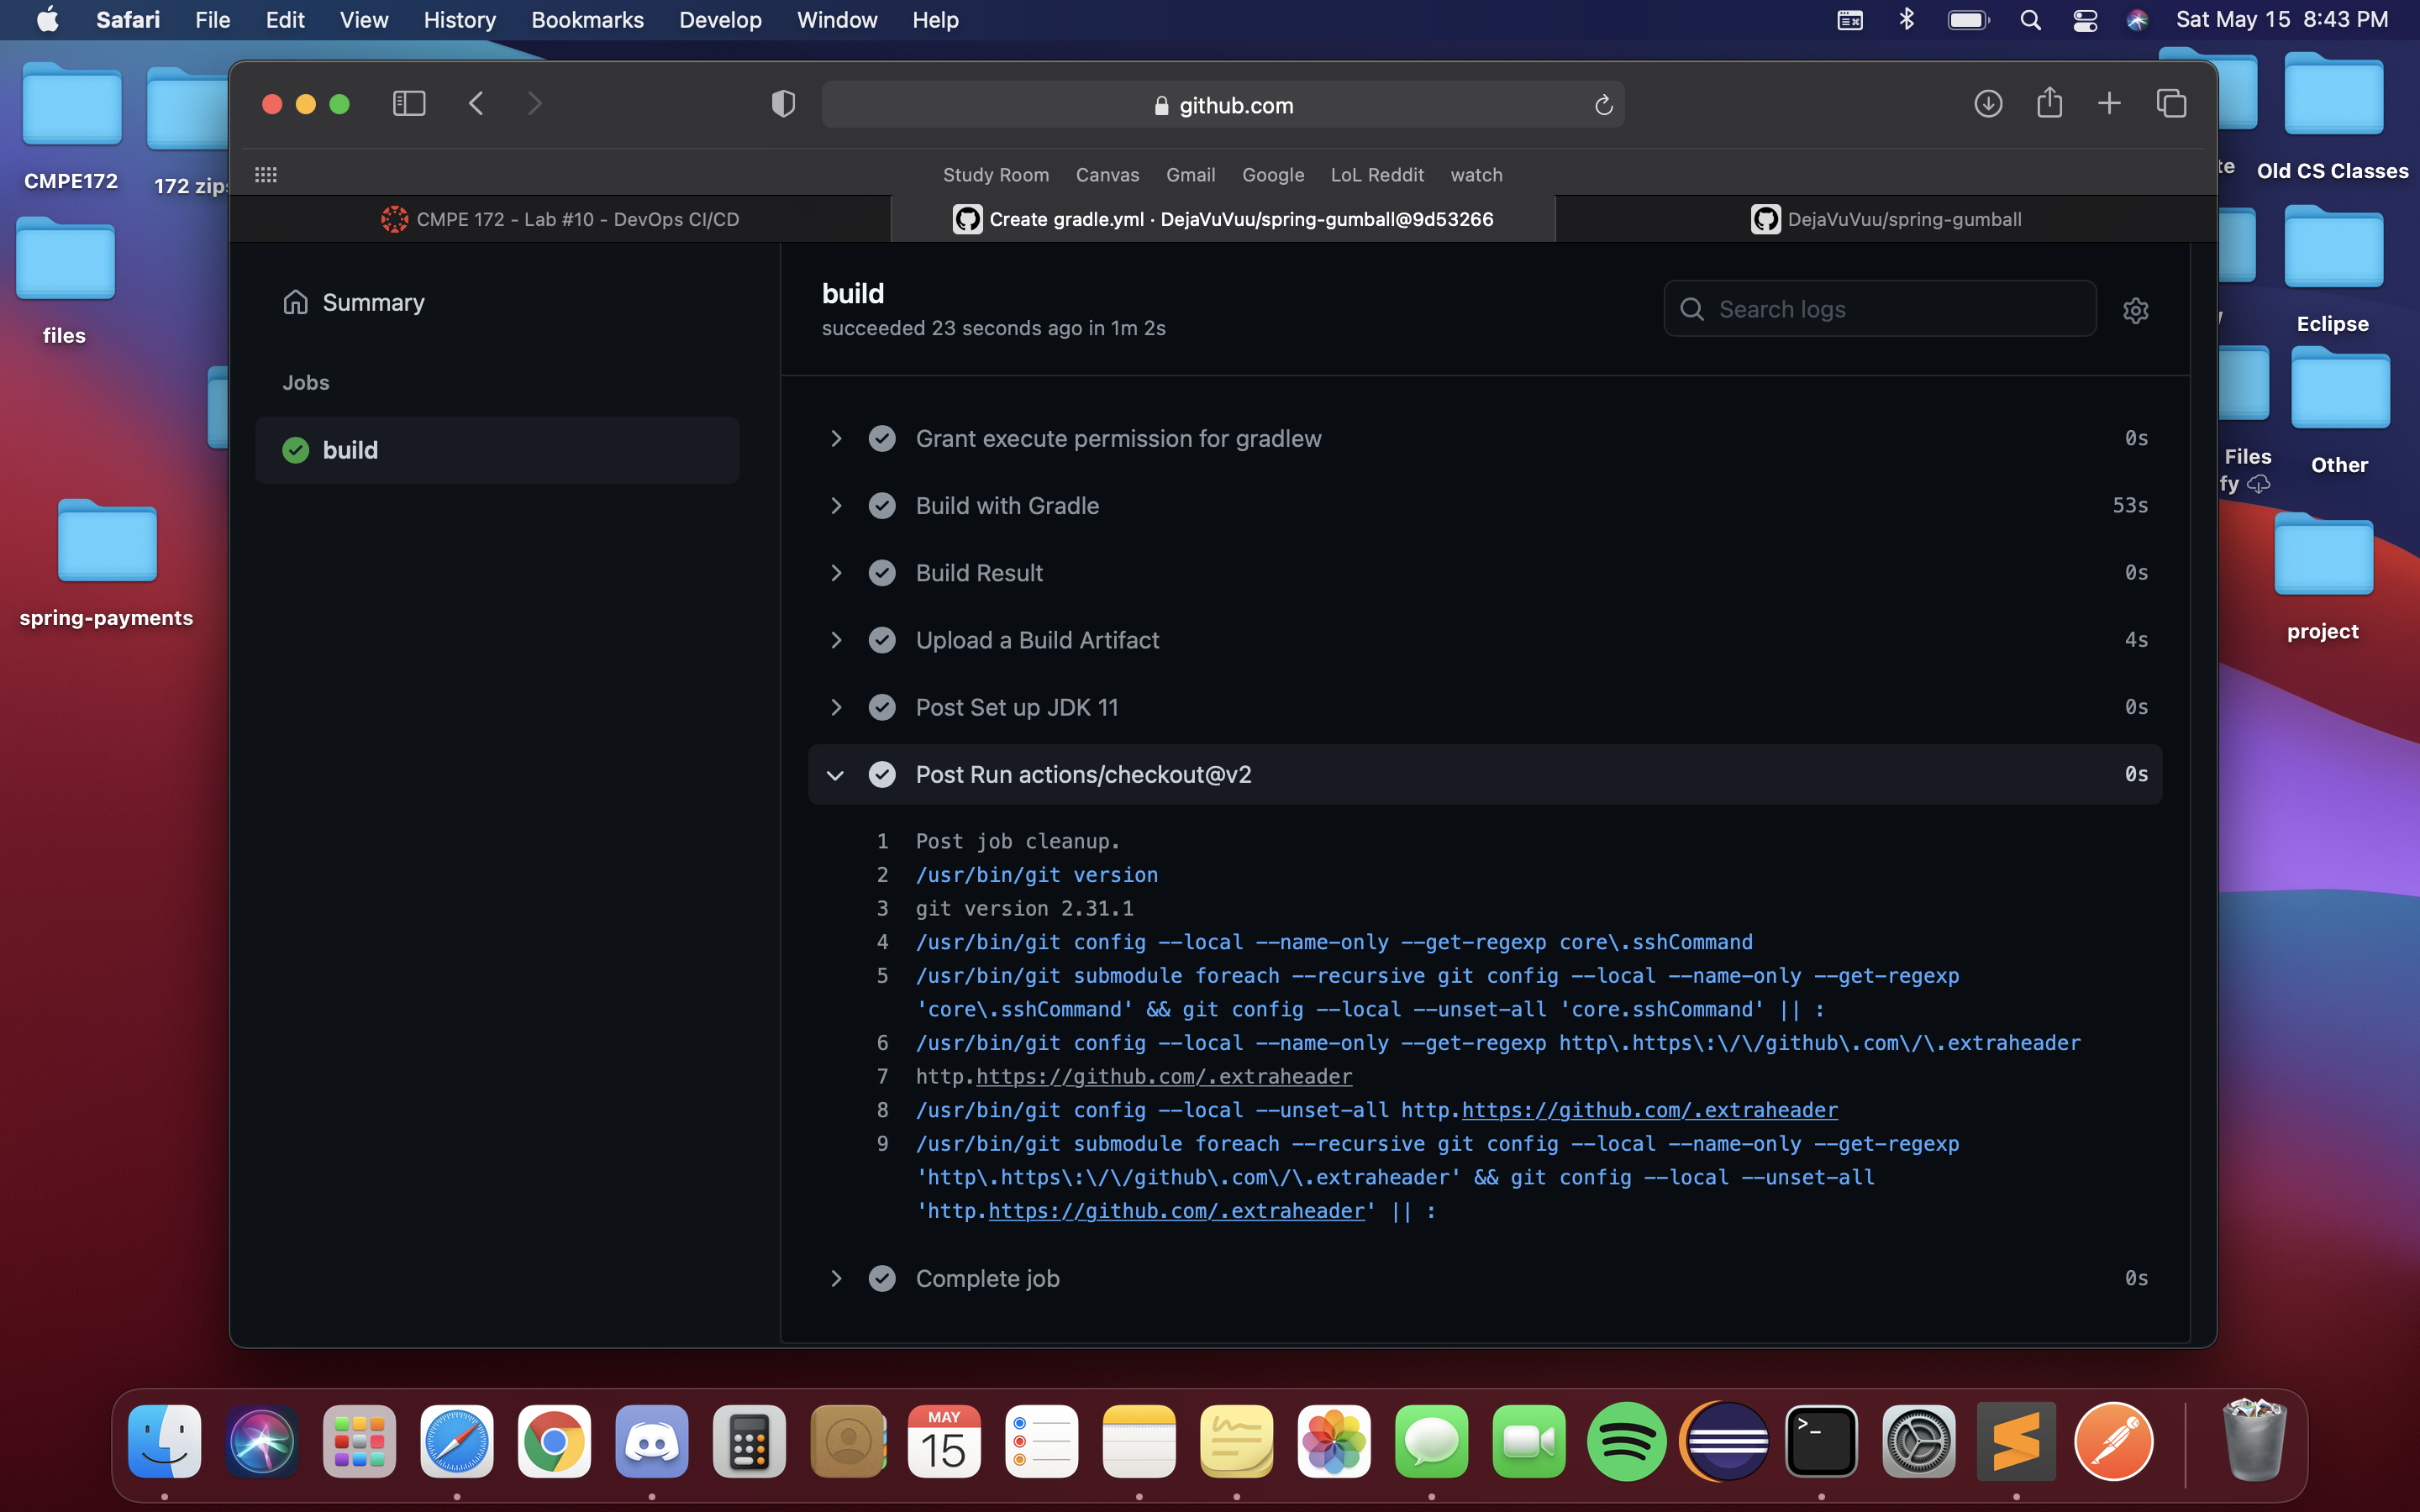 Safari File Edit View History Bookmarks Develop Window Help Sat May 15 8:43 PM
CMPE172
172 zip
files
spring-payments
te
Old CS Classes
Eclipse
Files
fy
Other
project
github.com
Study Room Canvas Gmail Google LoL Reddit watch
CMPE 172 - Lab #10 - DevOps CI/CD
Create gradle.yml · DejaVuVuu/spring-gumball@9d53266
DejaVuVuu/spring-gumball
Summary
Jobs
build
build
succeeded 23 seconds ago in 1m 2s
Search logs
Grant execute permission for gradlew 0s
Build with Gradle 53s
Build Result 0s
Upload a Build Artifact 4s
Post Set up JDK 11 0s
Post Run actions/checkout@v2 0s
1 Post job cleanup.
2 /usr/bin/git version
3 git version 2.31.1
4 /usr/bin/git config --local --name-only --get-regexp core\.sshCommand
5 /usr/bin/git submodule foreach --recursive git config --local --name-only --get-regexp
'core\.sshCommand' && git config --local --unset-all 'core.sshCommand' || :
6 /usr/bin/git config --local --name-only --get-regexp http\.https\:\/\/github\.com\/\.extraheader
7 http.https://github.com/.extraheader
8 /usr/bin/git config --local --unset-all http.https://github.com/.extraheader
9 /usr/bin/git submodule foreach --recursive git config --local --name-only --get-regexp
'http\.https\:\/\/github\.com\/\.extraheader' && git config --local --unset-all
'http.https://github.com/.extraheader' || :
Complete job 0s
MAY
15
>_